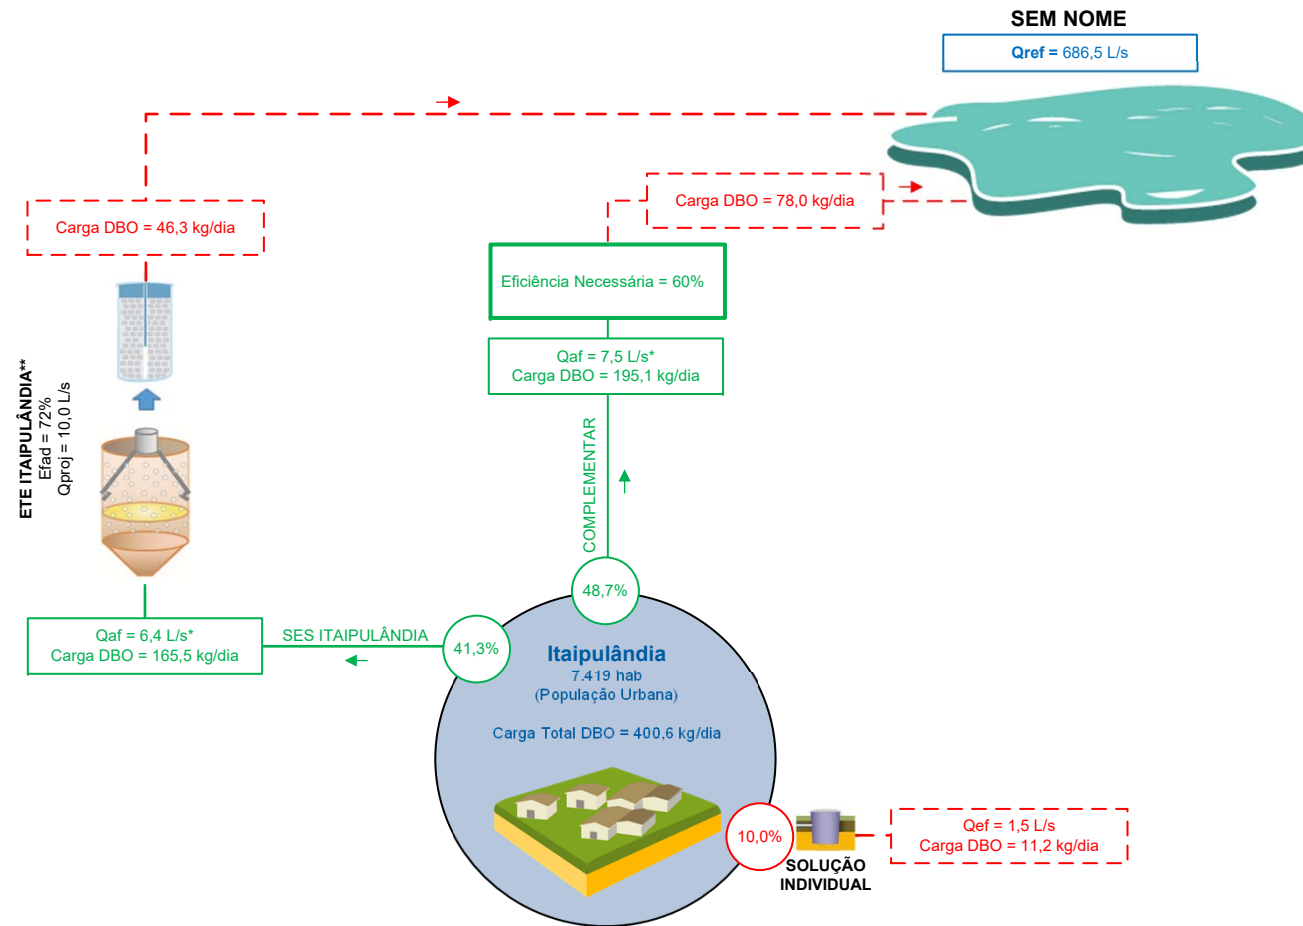 SEM NOME
Qref = 686,5 L/s
Carga DBO = 78,0 kg/dia
Carga DBO = 46,3 kg/dia
Eficiência Necessária = 60%
Qaf = 7,5 L/s*
Carga DBO = 195,1 kg/dia
ETE ITAIPULÂNDIA**
Efad = 72%
Qproj = 10,0 L/s
COMPLEMENTAR
48,7%
Qaf = 6,4 L/s*
Carga DBO = 165,5 kg/dia
SES ITAIPULÂNDIA
41,3%
Itaipulândia
7.419 hab
(População Urbana)
Carga Total DBO = 400,6 kg/dia
10,0%
SOLUÇÃO
INDIVIDUAL
Qef = 1,5 L/s
Carga DBO = 11,2 kg/dia